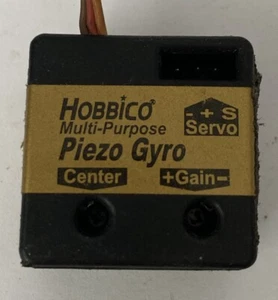 HOBBICO
- + S
Multi-Purpose
Servo
Piezo Gyro
Center
+Gain-